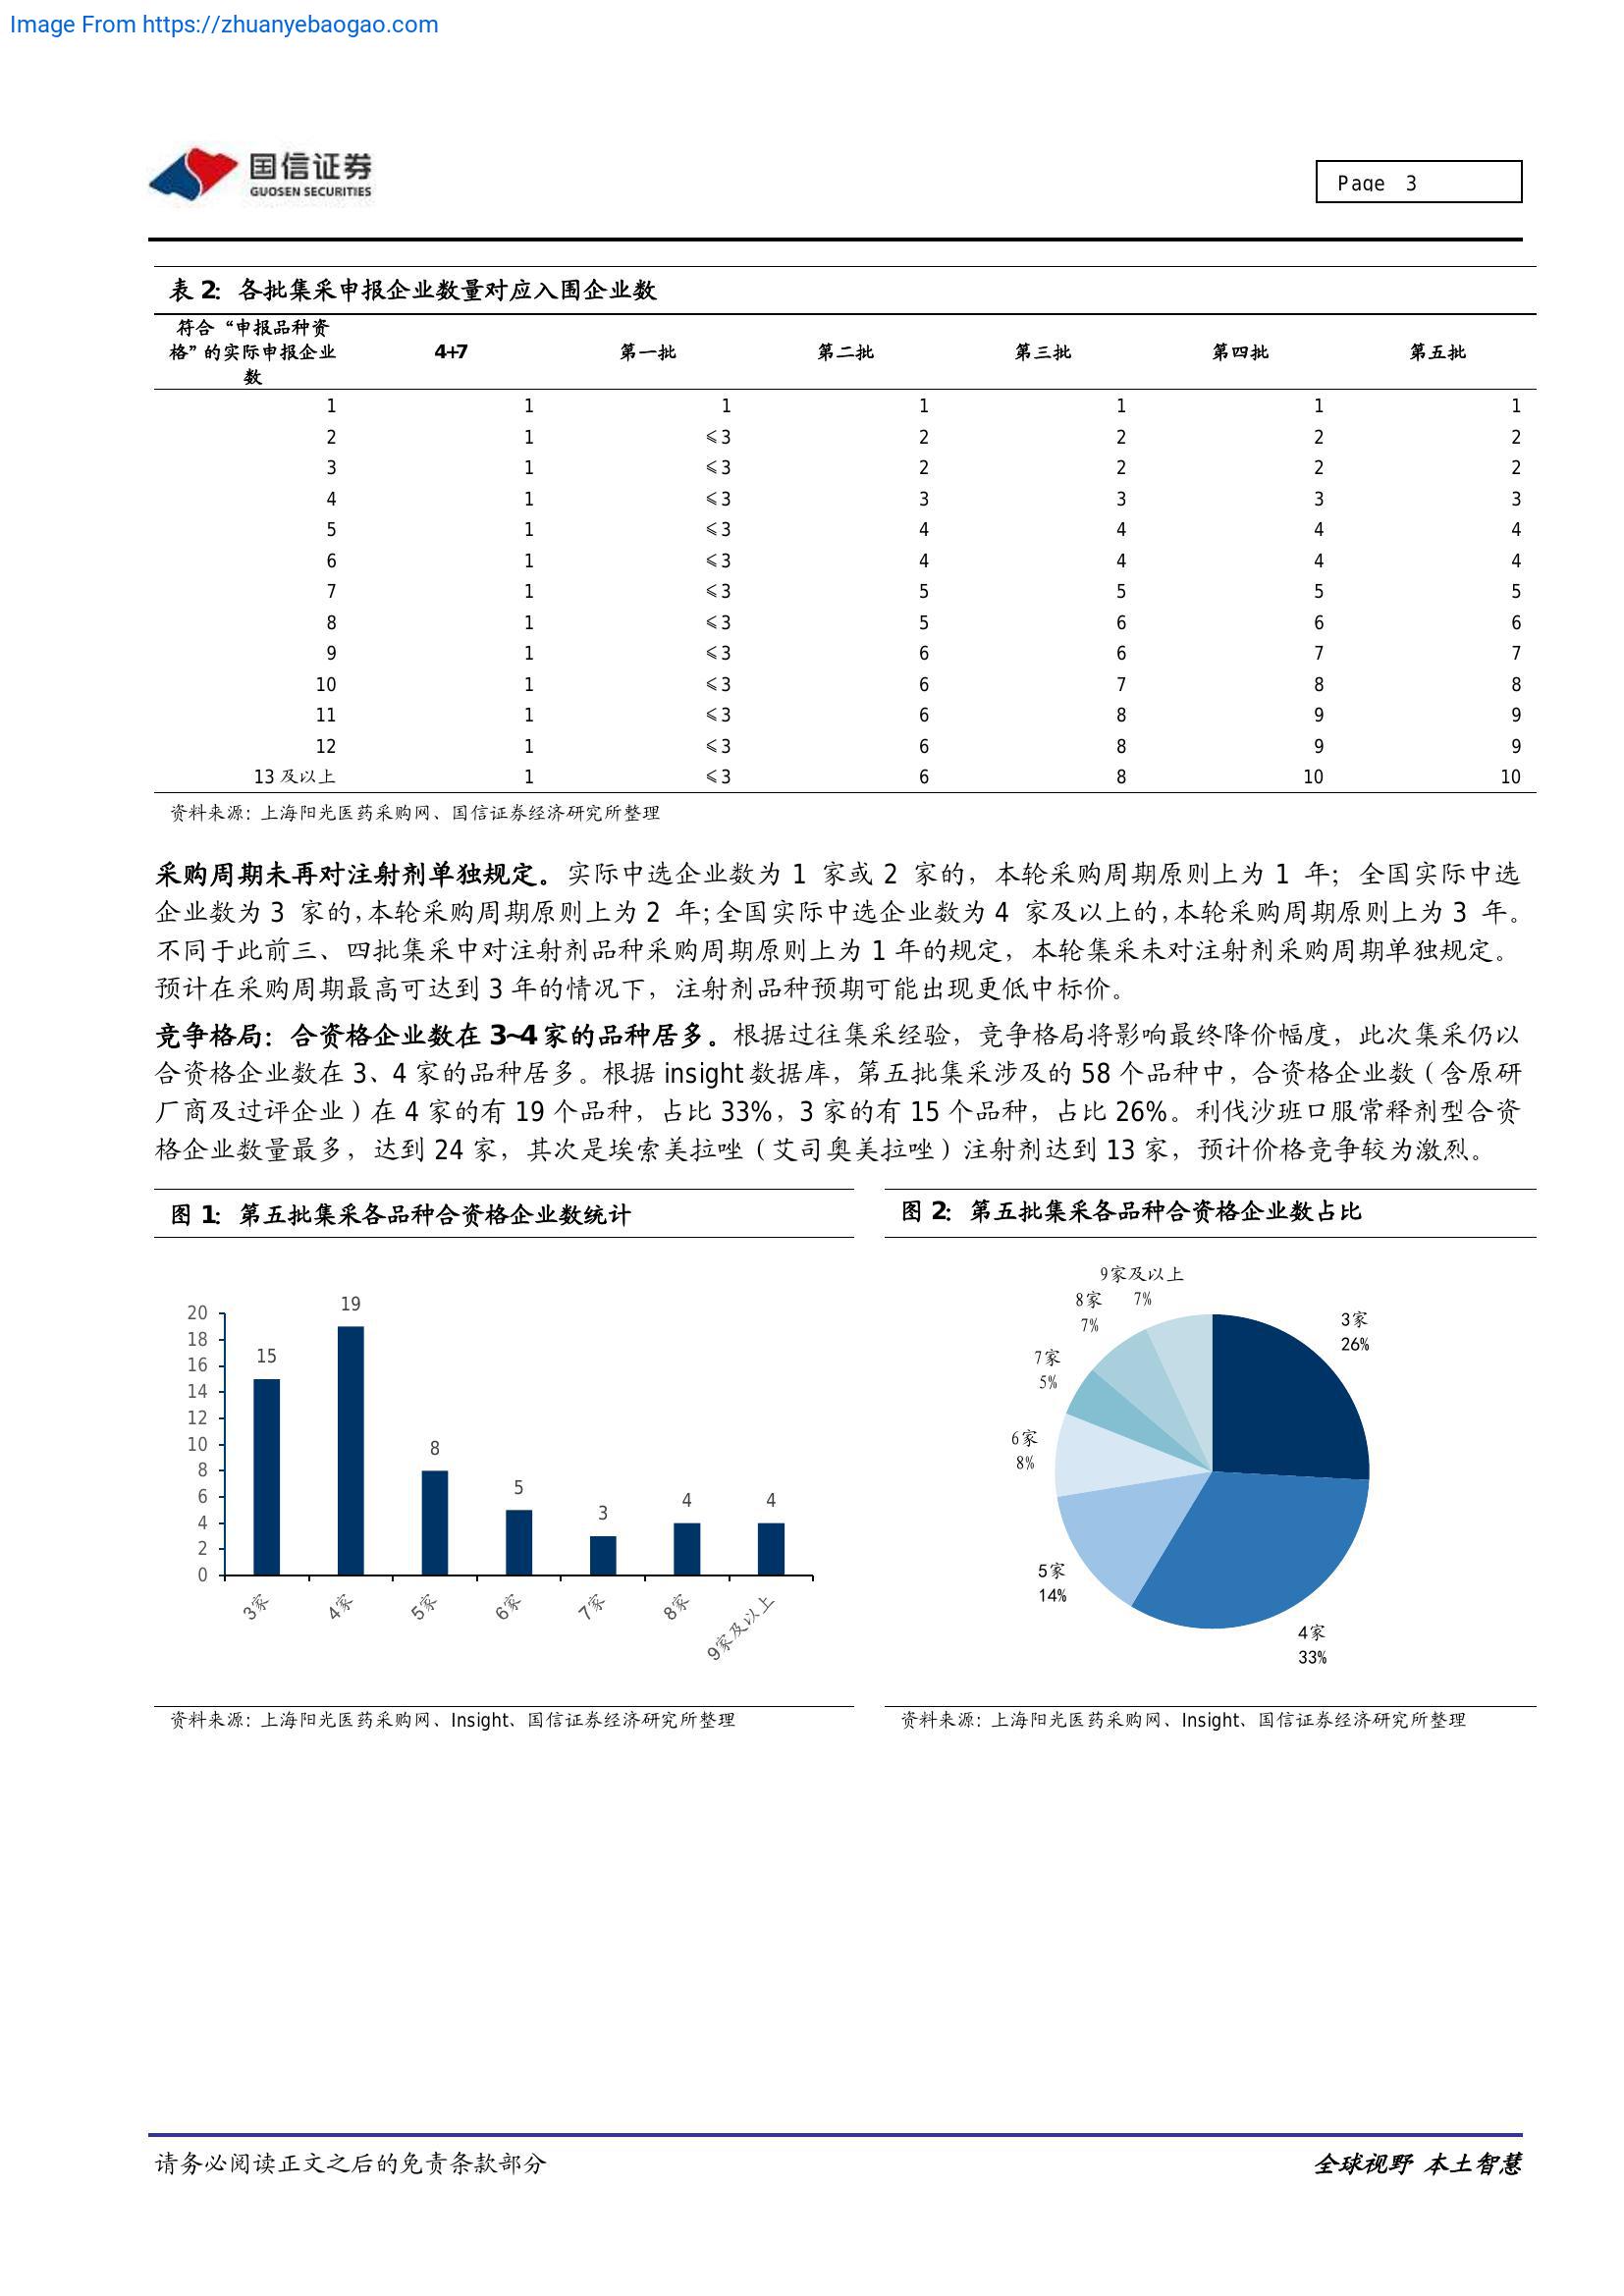 Image From https://zhuanyebaogao.com
国信证券
GUOSEN SECURITIES
Page 3
表 2：各批集采申报企业数量对应入围企业数
符合“申报品种资
格”的实际申报企业
数
4+7 第一批 第二批 第三批 第四批 第五批
1 1 1 1 1 1 1
2 1 ≤3 2 2 2 2
3 1 ≤3 2 2 2 2
4 1 ≤3 3 3 3 3
5 1 ≤3 4 4 4 4
6 1 ≤3 4 4 4 4
7 1 ≤3 5 5 5 5
8 1 ≤3 5 6 6 6
9 1 ≤3 6 6 7 7
10 1 ≤3 6 7 8 8
11 1 ≤3 6 8 9 9
12 1 ≤3 6 8 9 9
13 及以上 1 ≤3 6 8 10 10
资料来源：上海阳光医药采购网、国信证券经济研究所整理
采购周期未再对注射剂单独规定。实际中选企业数为 1 家或 2 家的，本轮采购周期原则上为 1 年；全国实际中选
企业数为 3 家的，本轮采购周期原则上为 2 年；全国实际中选企业数为 4 家及以上的，本轮采购周期原则上为 3 年。
不同于此前三、四批集采中对注射剂品种采购周期原则上为 1 年的规定，本轮集采未对注射剂采购周期单独规定。
预计在采购周期最高可达到 3 年的情况下，注射剂品种预期可能出现更低中标价。
竞争格局：合资格企业数在 3~4 家的品种居多。根据过往集采经验，竞争格局将影响最终降价幅度，此次集采仍以
合资格企业数在 3、4 家的品种居多。根据 insight 数据库，第五批集采涉及的 58 个品种中，合资格企业数（含原研
厂商及过评企业）在 4 家的有 19 个品种，占比 33%，3 家的有 15 个品种，占比 26%。利伐沙班口服常释剂型合资
格企业数量最多，达到 24 家，其次是埃索美拉唑（艾司奥美拉唑）注射剂达到 13 家，预计价格竞争较为激烈。
图 1：第五批集采各品种合资格企业数统计
20
18
16
14
12
10
8
6
4
2
0
15
19
8
5
3
4
4
3家
4家
5家
6家
7家
8家
9家及以上
资料来源：上海阳光医药采购网、Insight、国信证券经济研究所整理
图 2：第五批集采各品种合资格企业数占比
3家
26%
4家
33%
5家
14%
6家
8%
7家
5%
8家
7%
9家及以上
7%
资料来源：上海阳光医药采购网、Insight、国信证券经济研究所整理
请务必阅读正文之后的免责条款部分
全球视野 本土智慧